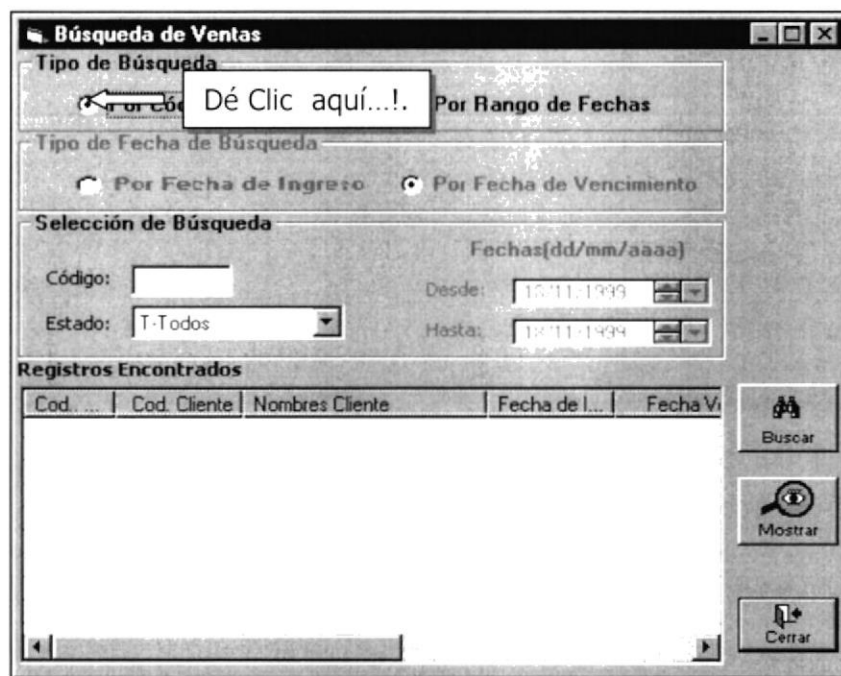 Búsqueda de Ventas
Tipo de Búsqueda
Dé Clic aquí...!.
Por Rango de Fechas
Tipo de Fecha de Búsqueda
Por Fecha de Ingreso
Por Fecha de Vencimiento
Selección de Búsqueda
Fechas(dd/mm/aaaa)
Código:
Desde:
Estado: T-Todos
Hasta:
Registros Encontrados
Cod. ... Cod. Cliente Nombres Cliente Fecha de I... Fecha V
Buscar
Mostrar
Cerrar